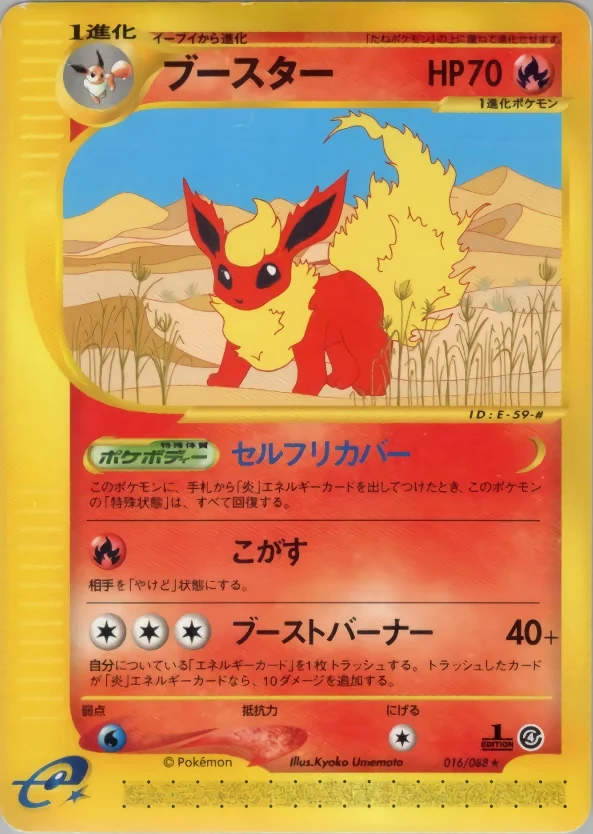 1進化
イーブイから進化
「たねポケモン」の上に重ねて進化させます。
ブースター HP70
1進化ポケモン
ID:E-59-#
特殊体質
ポケボディー セルフリカバー
このポケモンに、手札から「炎」エネルギーカードを出してつけたとき、このポケモン
の「特殊状態」は、すべて回復する。
こがす
相手を「やけど」状態にする。
ブーストバーナー 40+
自分についている「エネルギーカード」を1枚トラッシュする。トラッシュしたカード
が「炎」エネルギーカードなら、10ダメージを追加する。
弱点 抵抗力 にげる
1
EDITION
© Pokémon Illus.Kyoko Umemoto 016/088 ★
e